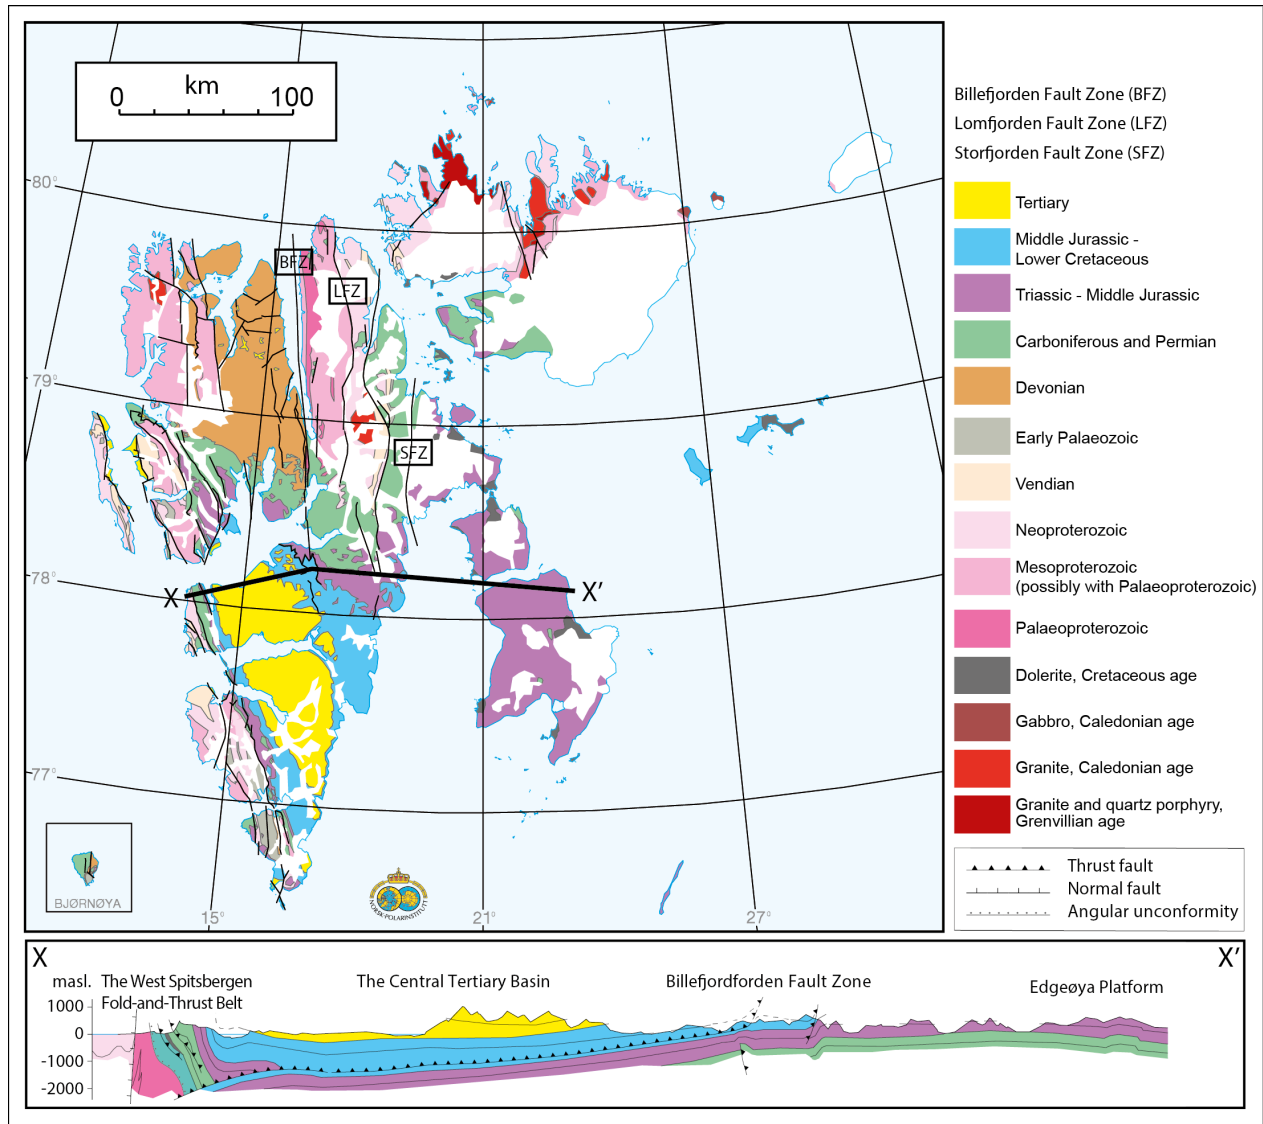 km
0 100
80°
79°
78°
77°
BFZ
LFZ
SFZ
X X'
BJØRNØYA
NORSK POLARINSTITUTT
15° 21° 27°
Billefjorden Fault Zone (BFZ)
Lomfjorden Fault Zone (LFZ)
Storfjorden Fault Zone (SFZ)
Tertiary
Middle Jurassic -
Lower Cretaceous
Triassic - Middle Jurassic
Carboniferous and Permian
Devonian
Early Palaeozoic
Vendian
Neoproterozoic
Mesoproterozoic
(possibly with Palaeoproterozoic)
Palaeoproterozoic
Dolerite, Cretaceous age
Gabbro, Caledonian age
Granite, Caledonian age
Granite and quartz porphyry,
Grenvillian age
Thrust fault
Normal fault
Angular unconformity
X X'
masl. The West Spitsbergen
Fold-and-Thrust Belt
The Central Tertiary Basin
Billefjordforden Fault Zone
Edgeøya Platform
1000
0
-1000
-2000